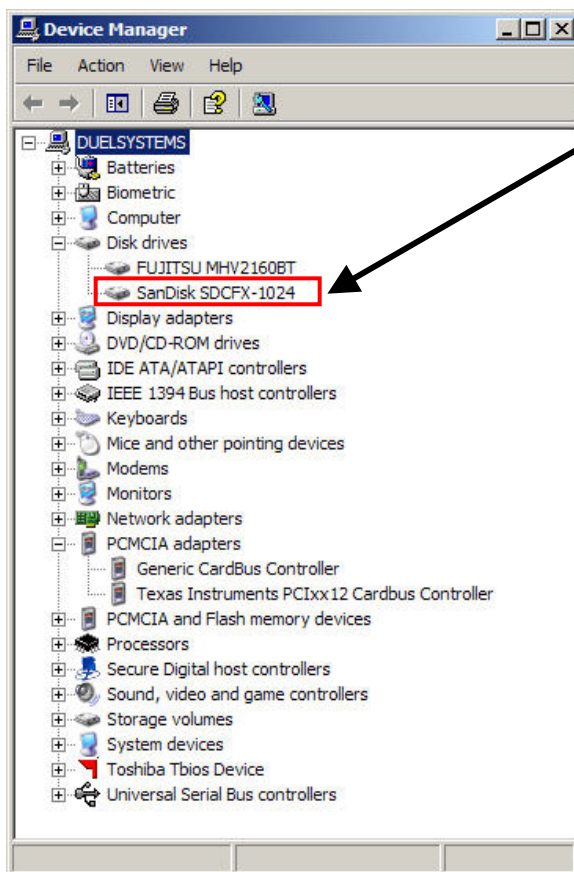 Device Manager
File Action View Help
DUELSYSTEMS
Batteries
Biometric
Computer
Disk drives
FUJITSU MHV2160BT
SanDisk SDCFX-1024
Display adapters
DVD/CD-ROM drives
IDE ATA/ATAPI controllers
IEEE 1394 Bus host controllers
Keyboards
Mice and other pointing devices
Modems
Monitors
Network adapters
PCMCIA adapters
Generic CardBus Controller
Texas Instruments PCIxx12 Cardbus Controller
PCMCIA and Flash memory devices
Processors
Secure Digital host controllers
Sound, video and game controllers
Storage volumes
System devices
Toshiba Tbios Device
Universal Serial Bus controllers